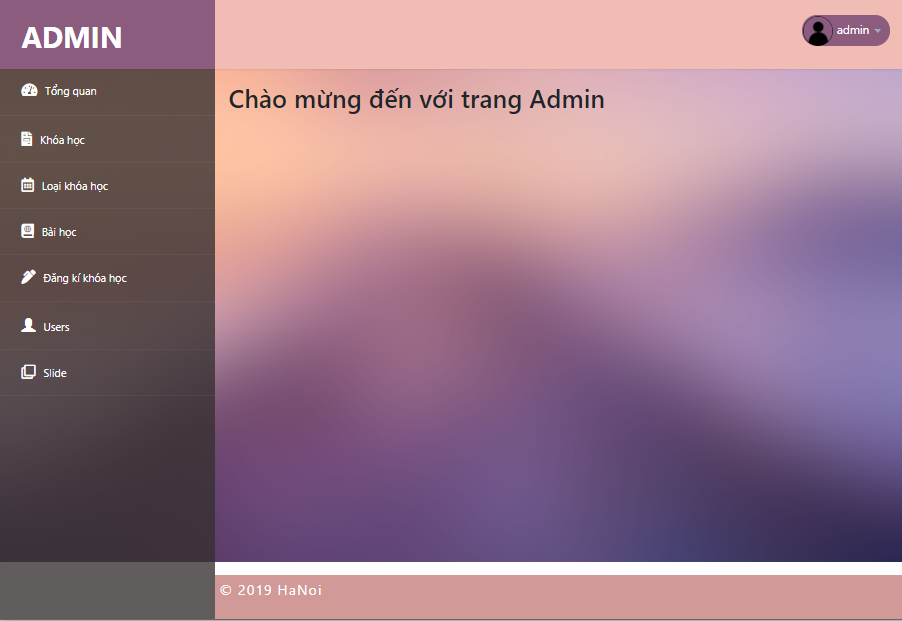 ADMIN
admin
Tổng quan
Khóa học
Loại khóa học
Bài học
Đăng kí khóa học
Users
Slide
Chào mừng đến với trang Admin
© 2019 HaNoi